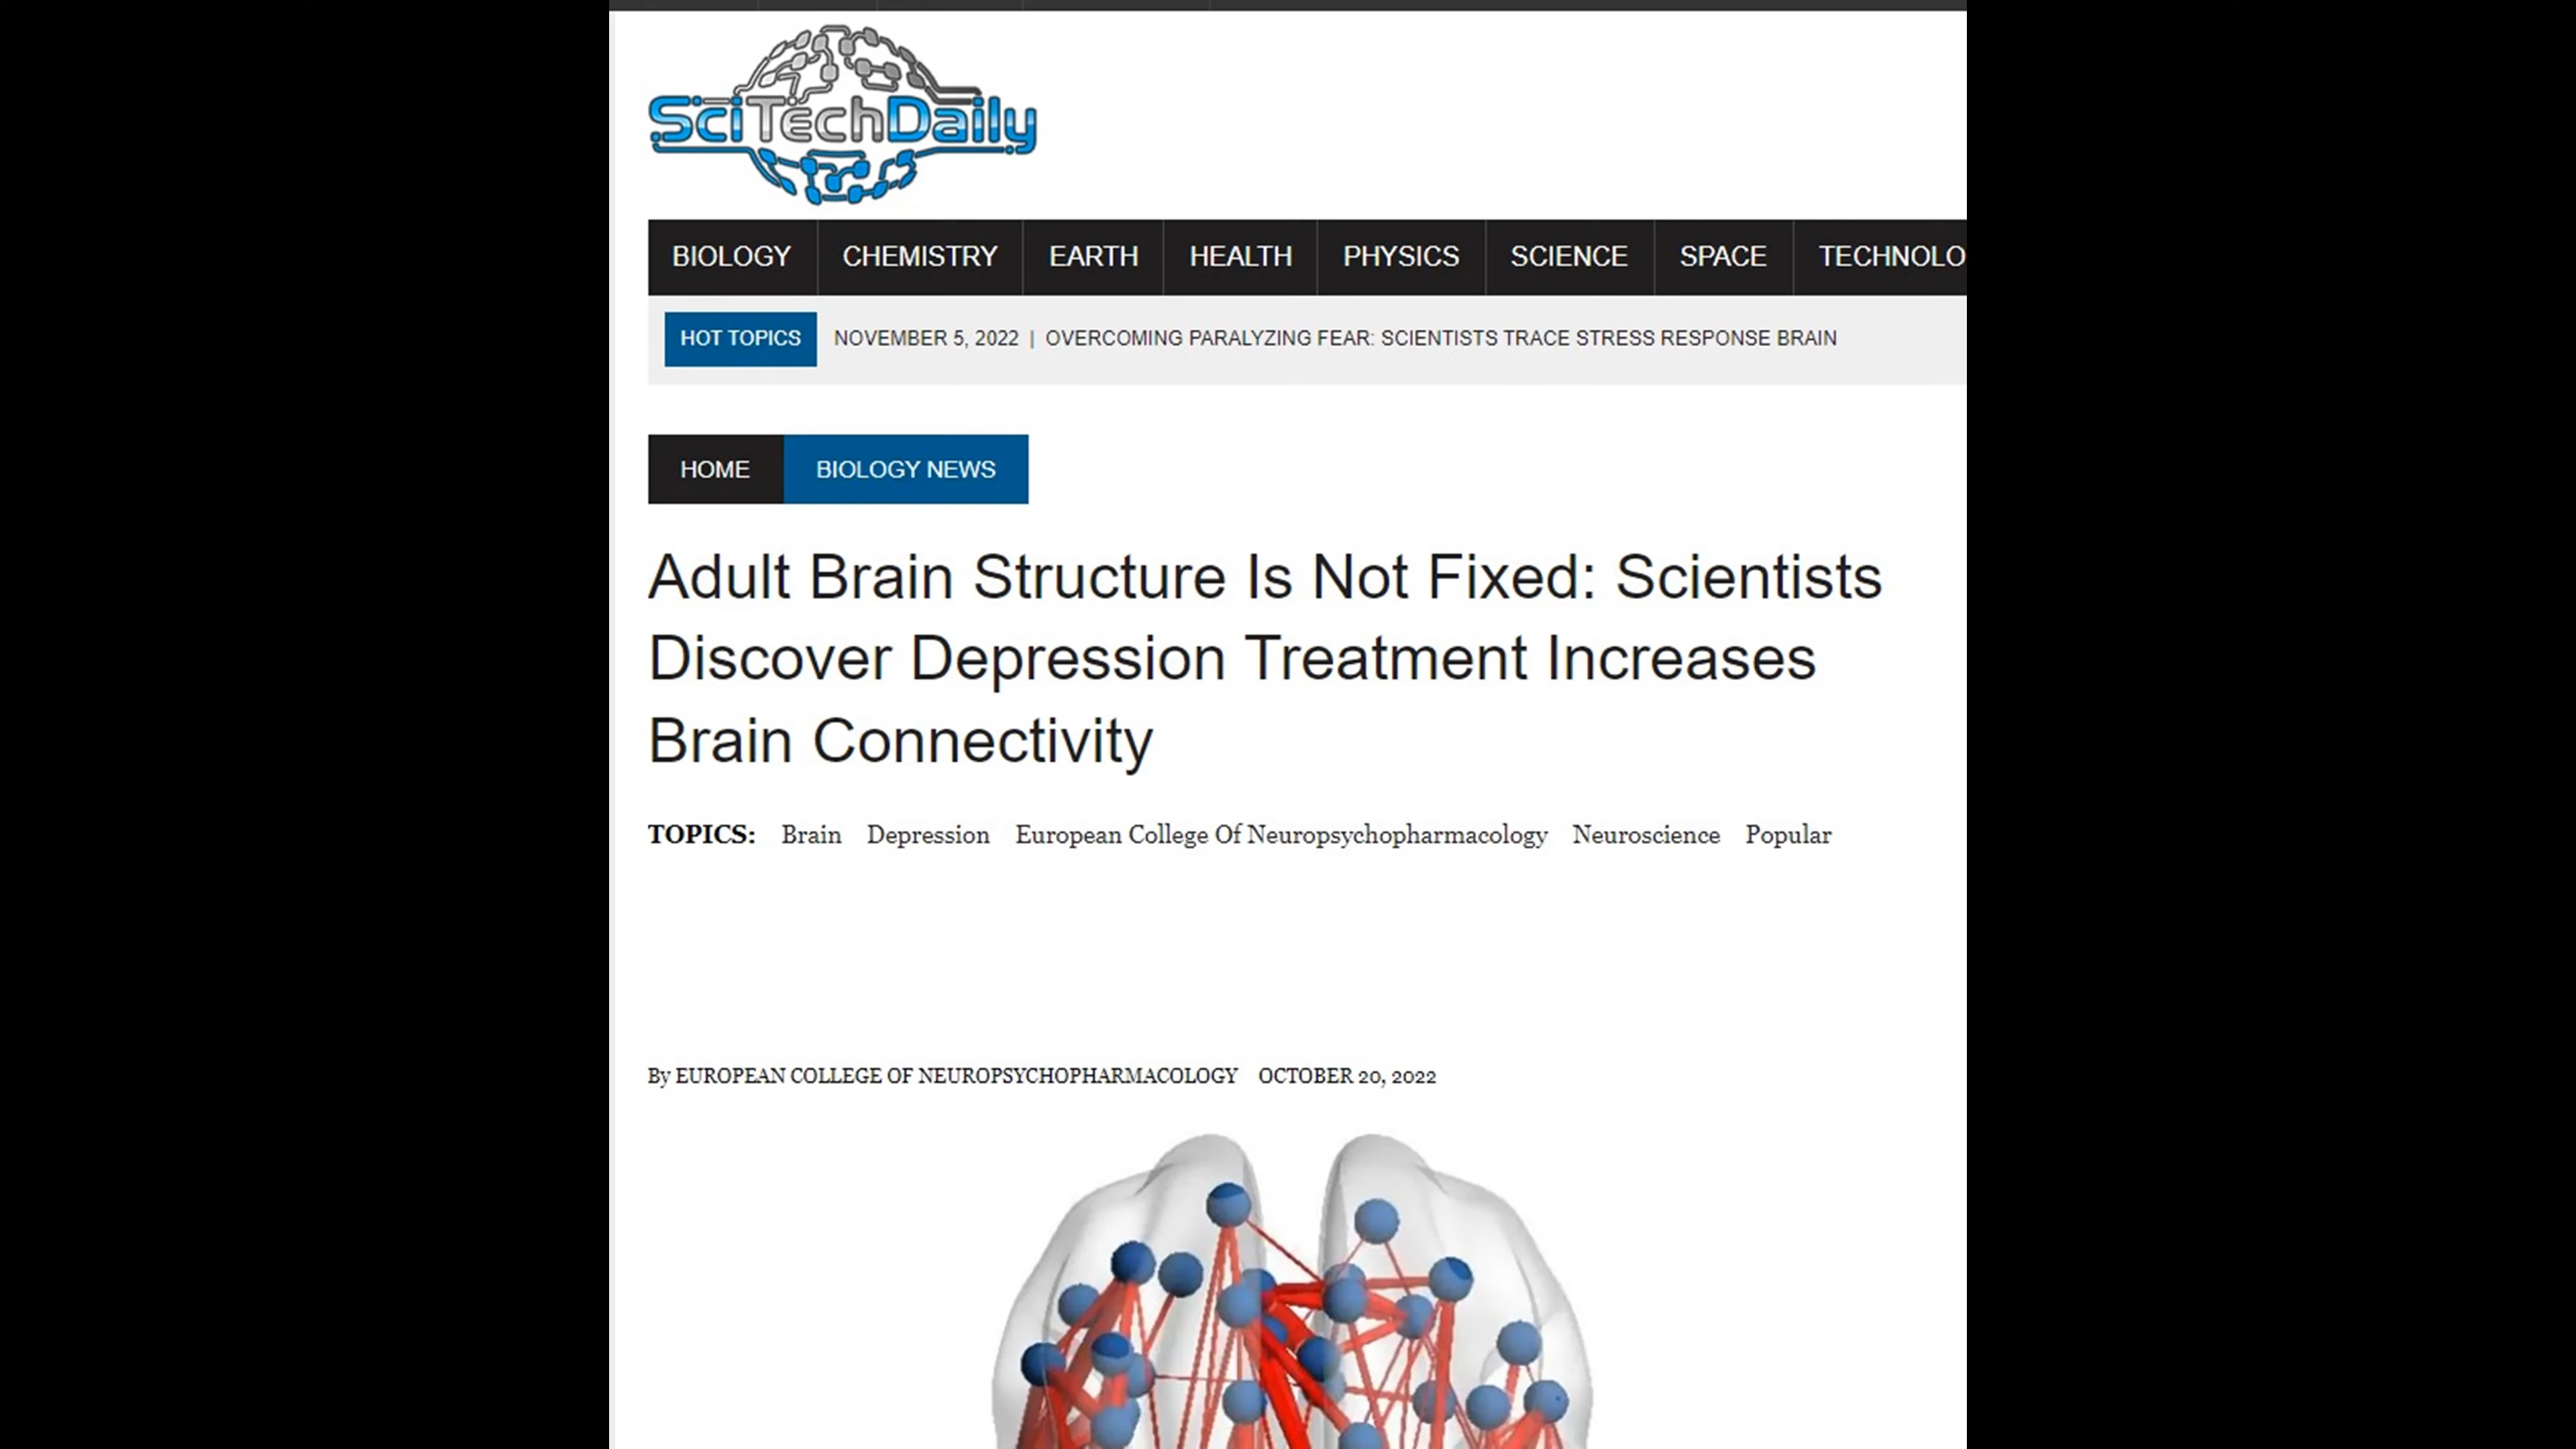 SciTechDaily
BIOLOGY CHEMISTRY EARTH HEALTH PHYSICS SCIENCE SPACE TECHNOLO
HOT TOPICS NOVEMBER 5, 2022 | OVERCOMING PARALYZING FEAR: SCIENTISTS TRACE STRESS RESPONSE BRAIN
HOME BIOLOGY NEWS
Adult Brain Structure Is Not Fixed: Scientists
Discover Depression Treatment Increases
Brain Connectivity
TOPICS: Brain Depression European College Of Neuropsychopharmacology Neuroscience Popular
By EUROPEAN COLLEGE OF NEUROPSYCHOPHARMACOLOGY OCTOBER 20, 2022